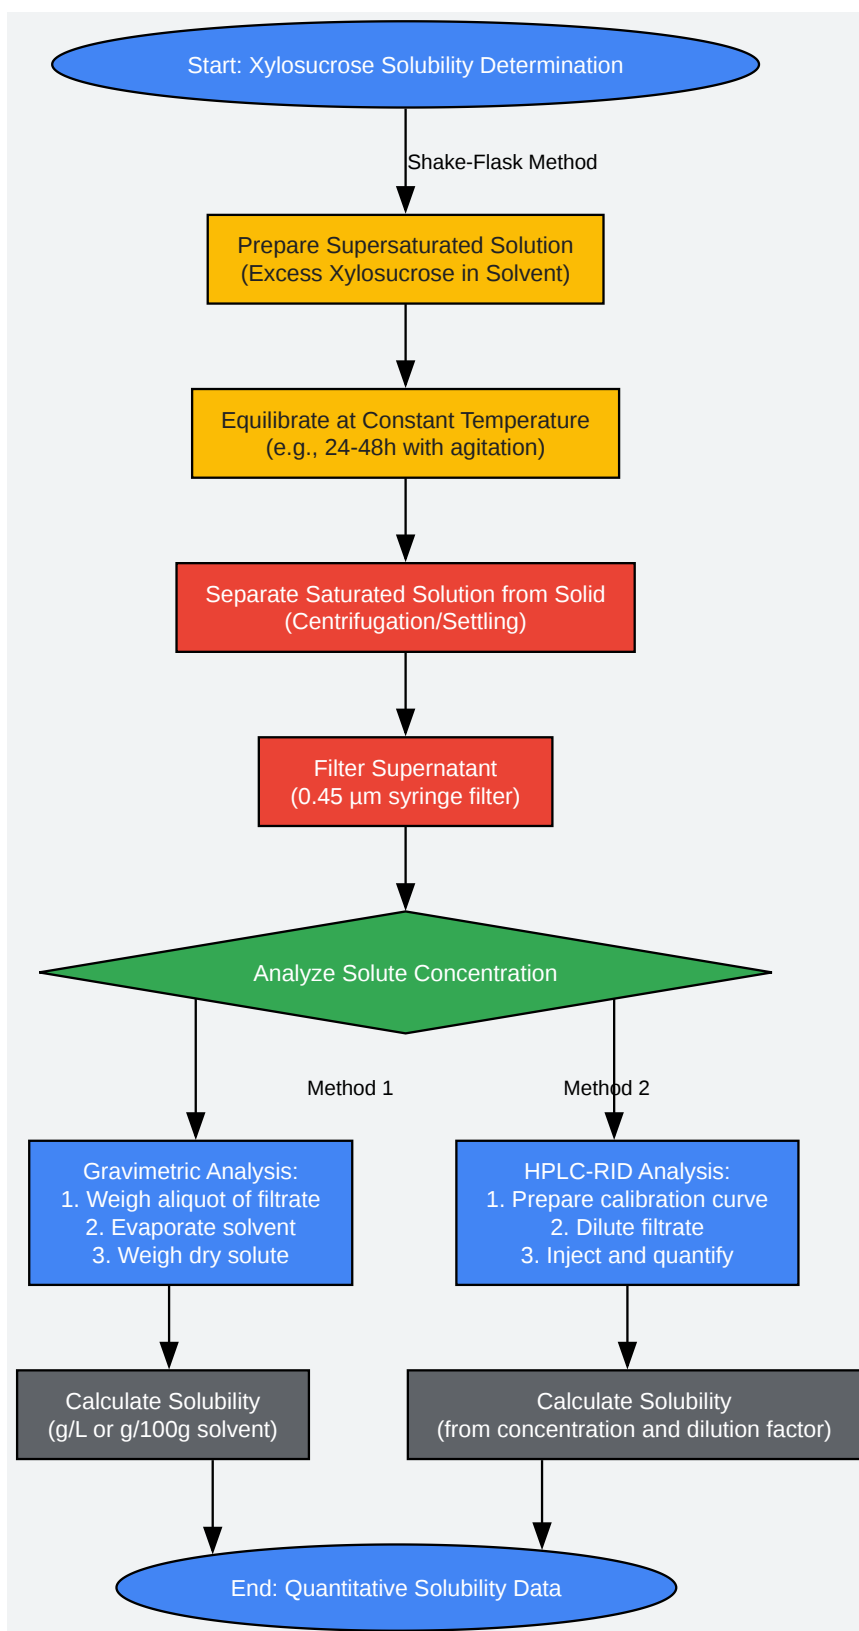 Start: Xylosucrose Solubility Determination
Shake-Flask Method
Prepare Supersaturated Solution
(Excess Xylosucrose in Solvent)
Equilibrate at Constant Temperature
(e.g., 24-48h with agitation)
Separate Saturated Solution from Solid
(Centrifugation/Settling)
Filter Supernatant
(0.45 µm syringe filter)
Analyze Solute Concentration
Method 1
Method 2
Gravimetric Analysis:
1. Weigh aliquot of filtrate
2. Evaporate solvent
3. Weigh dry solute
HPLC-RID Analysis:
1. Prepare calibration curve
2. Dilute filtrate
3. Inject and quantify
Calculate Solubility
(g/L or g/100g solvent)
Calculate Solubility
(from concentration and dilution factor)
End: Quantitative Solubility Data